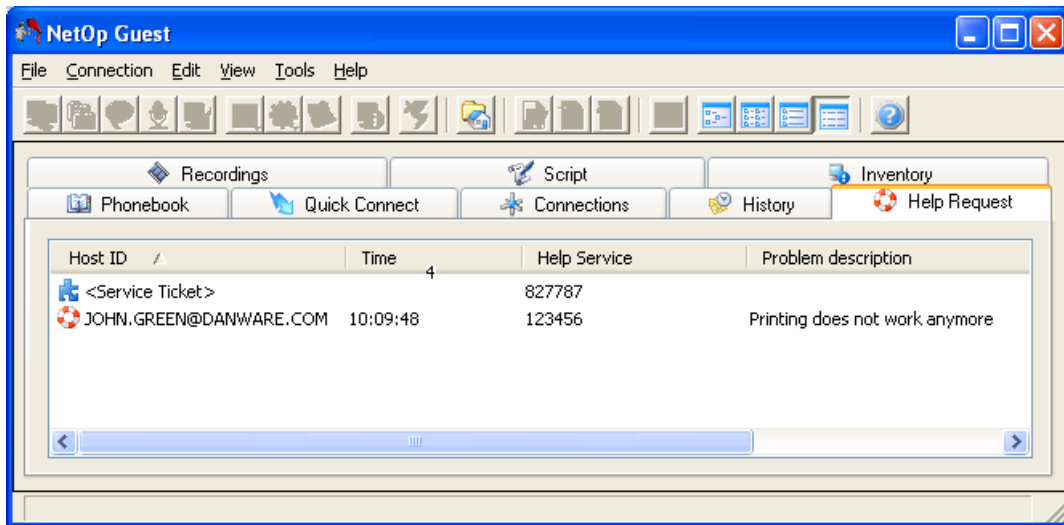 NetOp Guest
File Connection Edit View Tools Help
Recordings Script Inventory
Phonebook Quick Connect Connections History Help Request
Host ID Time Help Service Problem description
4
<Service Ticket> 827787
JOHN.GREEN@DANWARE.COM 10:09:48 123456 Printing does not work anymore